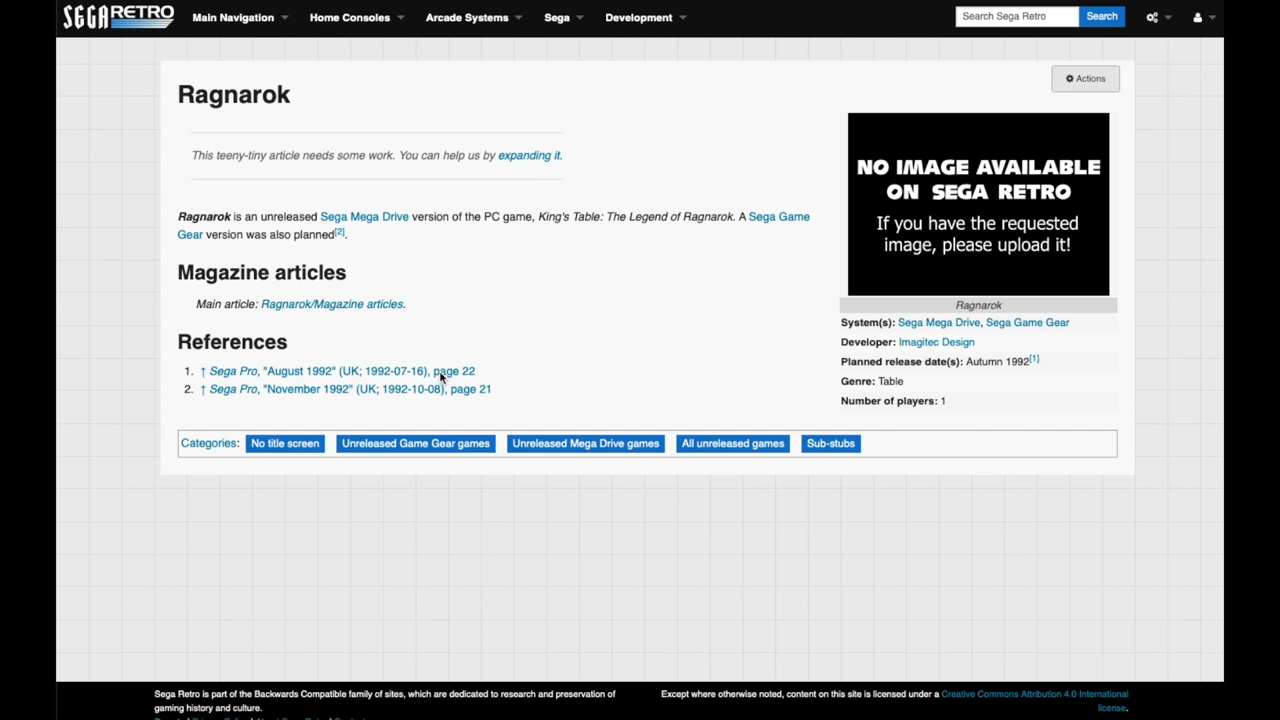 SEGA RETRO Main Navigation Home Consoles Arcade Systems Sega Development Search Sega Retro Search
Actions
Ragnarok
This teeny-tiny article needs some work. You can help us by expanding it.
Ragnarok is an unreleased Sega Mega Drive version of the PC game, King's Table: The Legend of Ragnarok. A Sega Game
Gear version was also planned[2].
Magazine articles
Main article: Ragnarok/Magazine articles.
References
1. ↑ Sega Pro, "August 1992" (UK; 1992-07-16), page 22
2. ↑ Sega Pro, "November 1992" (UK; 1992-10-08), page 21
NO IMAGE AVAILABLE
ON SEGA RETRO
If you have the requested
image, please upload it!
Ragnarok
System(s): Sega Mega Drive, Sega Game Gear
Developer: Imagitec Design
Planned release date(s): Autumn 1992[1]
Genre: Table
Number of players: 1
Categories: No title screen Unreleased Game Gear games Unreleased Mega Drive games All unreleased games Sub-stubs
Sega Retro is part of the Backwards Compatible family of sites, which are dedicated to research and preservation of
gaming history and culture.
Except where otherwise noted, content on this site is licensed under a Creative Commons Attribution 4.0 International
license.